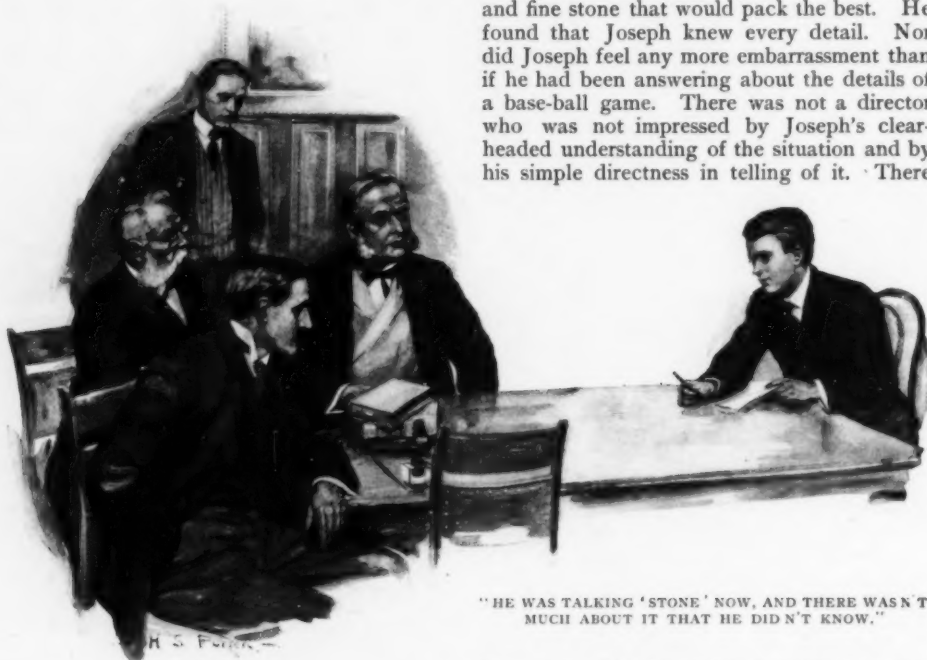 and fine stone that would pack the best. He
found that Joseph knew every detail. Nor
did Joseph feel any more embarrassment than
if he had been answering about the details of
a base-ball game. There was not a director
who was not impressed by Joseph's clear-
headed understanding of the situation and by
his simple directness in telling of it. There
"HE WAS TALKING 'STONE' NOW, AND THERE WASN'T
MUCH ABOUT IT THAT HE DIDN'T KNOW."
H S